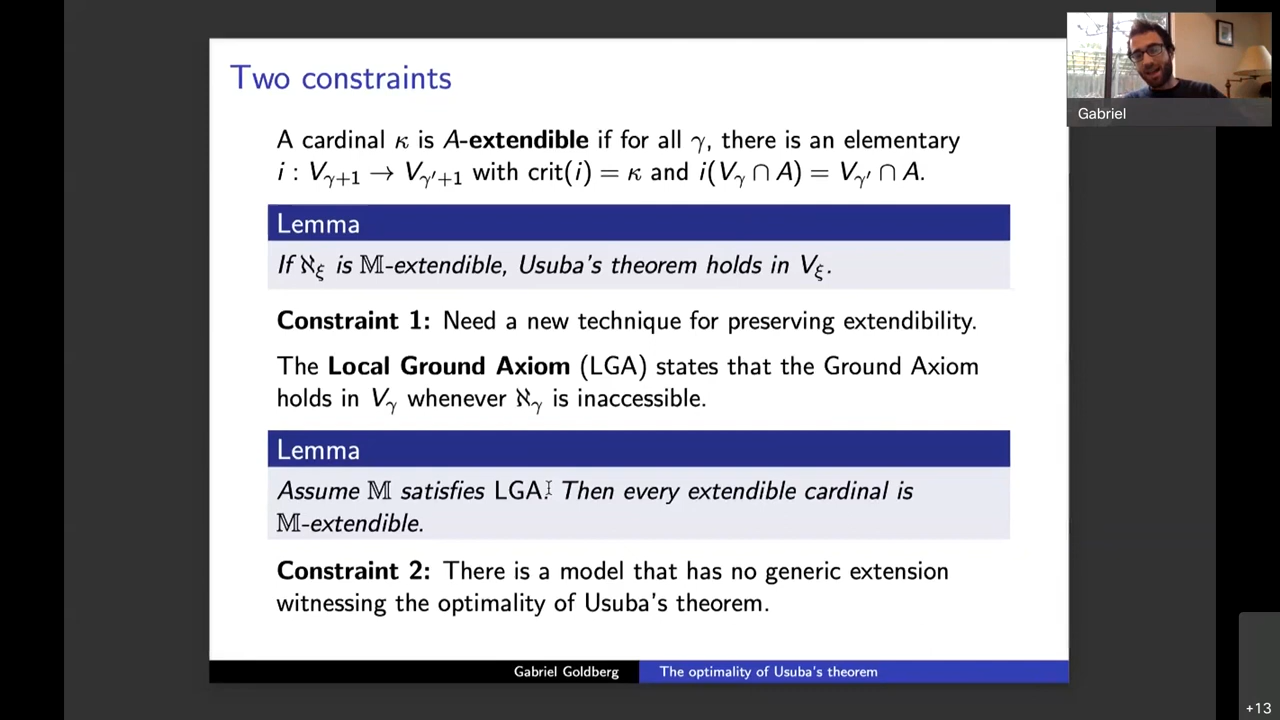 Two constraints
A cardinal κ is A-extendible if for all γ, there is an elementary
i : V_{γ+1} → V_{γ′+1} with crit(i) = κ and i(V_γ ∩ A) = V_{γ′} ∩ A.
Lemma
If ℵ_ξ is 𝕄-extendible, Usuba's theorem holds in V_ξ.
Constraint 1: Need a new technique for preserving extendibility.
The Local Ground Axiom (LGA) states that the Ground Axiom
holds in V_γ whenever ℵ_γ is inaccessible.
Lemma
Assume 𝕄 satisfies LGA. Then every extendible cardinal is
𝕄-extendible.
Constraint 2: There is a model that has no generic extension
witnessing the optimality of Usuba's theorem.
Gabriel Goldberg
The optimality of Usuba's theorem
Gabriel
+13